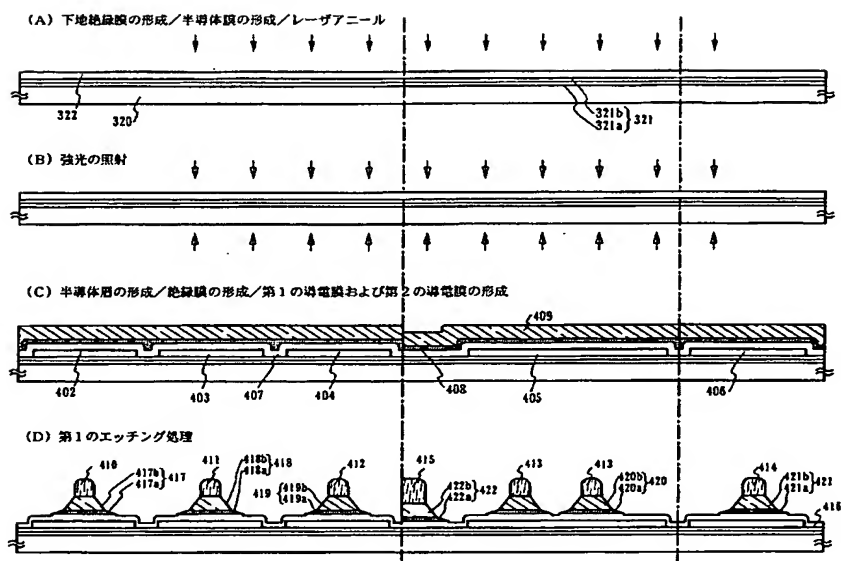 (A) 下地絶縁膜の形成／半導体膜の形成／レーザアニール
322
320
321b
321a
321
(B) 強光の照射
(C) 半導体層の形成／絶縁膜の形成／第1の導電膜および第2の導電膜の形成
409
402
403
407
404
408
405
406
(D) 第1のエッチング処理
410
417b
417a
417
411
418b
418a
418
412
419
419b
419a
415
422b
422a
422
413
413
420b
420a
420
414
421b
421a
421
416